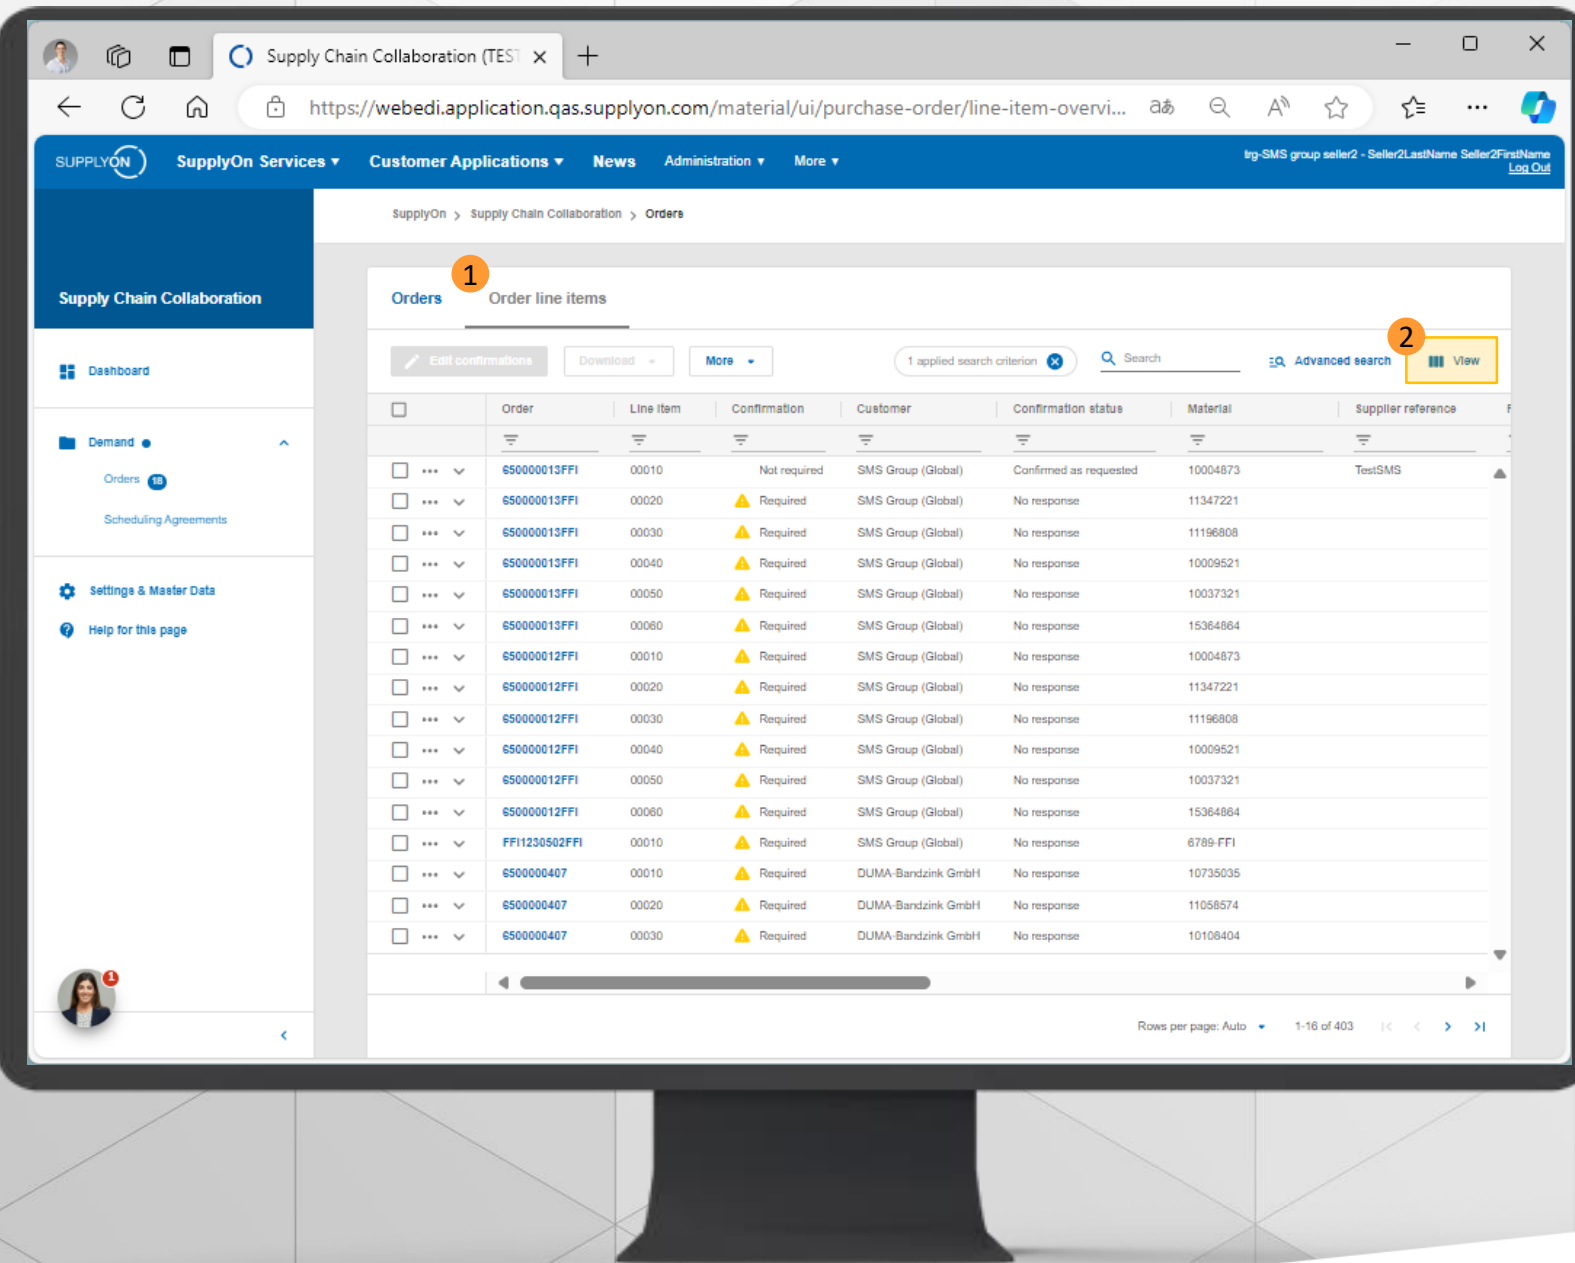 Supply Chain Collaboration (TEST
https://webedi.application.qas.supplyon.com/material/ui/purchase-order/line-item-overvi...
SUPPLYON
SupplyOn Services
Customer Applications
News
Administration
More
trg-SMS group seller2 - Seller2LastName Seller2FirstName
Log Out
SupplyOn > Supply Chain Collaboration > Orders
Supply Chain Collaboration
Dashboard
Demand
Orders 18
Scheduling Agreements
Settings & Master Data
Help for this page
1
1
Orders
Order line items
2
Edit confirmations
Download
More
1 applied search criterion
Search
Advanced search
View
Order Line item Confirmation Customer Confirmation status Material Supplier reference
650000013FFI 00010 Not required SMS Group (Global) Confirmed as requested 10004873 TestSMS
650000013FFI 00020 Required SMS Group (Global) No response 11347221
650000013FFI 00030 Required SMS Group (Global) No response 11196808
650000013FFI 00040 Required SMS Group (Global) No response 10009521
650000013FFI 00050 Required SMS Group (Global) No response 10037321
650000013FFI 00060 Required SMS Group (Global) No response 15364864
650000012FFI 00010 Required SMS Group (Global) No response 10004873
650000012FFI 00020 Required SMS Group (Global) No response 11347221
650000012FFI 00030 Required SMS Group (Global) No response 11196808
650000012FFI 00040 Required SMS Group (Global) No response 10009521
650000012FFI 00050 Required SMS Group (Global) No response 10037321
650000012FFI 00060 Required SMS Group (Global) No response 15364864
FFI1230502FFI 00010 Required SMS Group (Global) No response 6789-FFI
6500000407 00010 Required DUMA-Bandzink GmbH No response 10735035
6500000407 00020 Required DUMA-Bandzink GmbH No response 11058574
6500000407 00030 Required DUMA-Bandzink GmbH No response 10108404
Rows per page: Auto
1-16 of 403